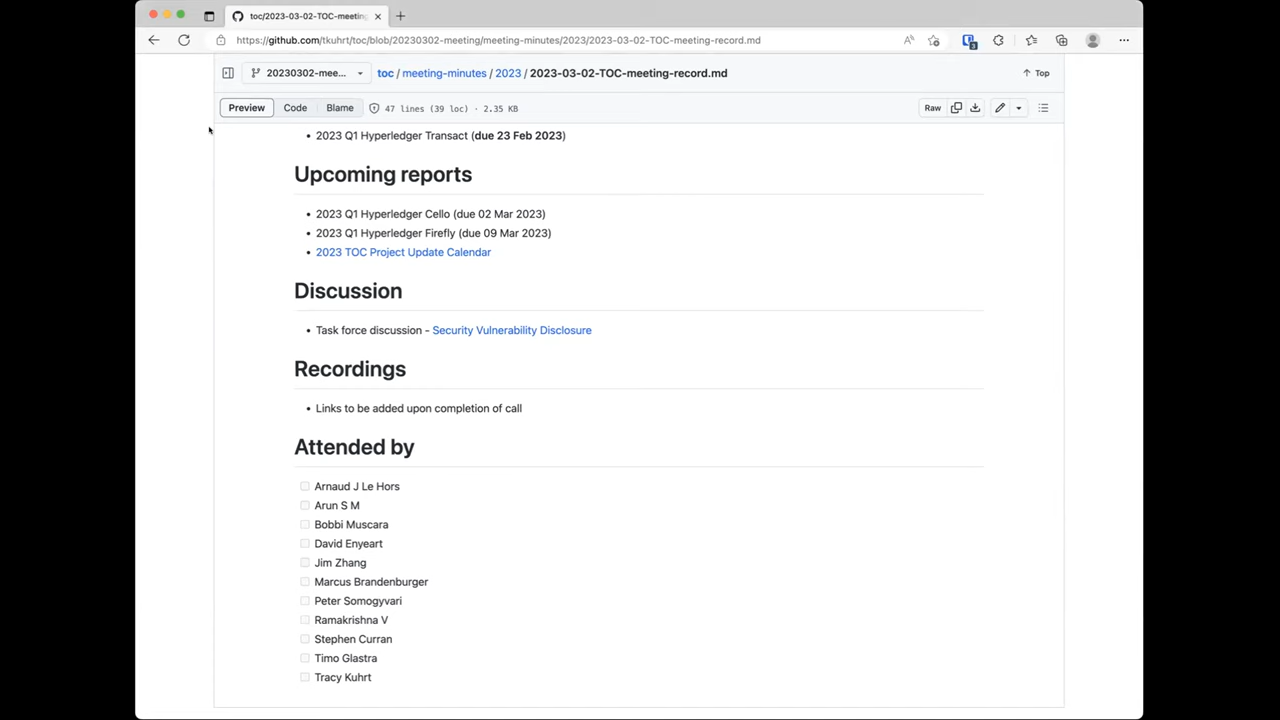 toc/2023-03-02-TOC-meeting-
https://github.com/tkuhrt/toc/blob/20230302-meeting/meeting-minutes/2023/2023-03-02-TOC-meeting-record.md
20230302-mee...
toc / meeting-minutes / 2023 / 2023-03-02-TOC-meeting-record.md
Top
Preview
Code
Blame
47 lines (39 loc) · 2.35 KB
Raw
• 2023 Q1 Hyperledger Transact (due 23 Feb 2023)
Upcoming reports
• 2023 Q1 Hyperledger Cello (due 02 Mar 2023)
• 2023 Q1 Hyperledger Firefly (due 09 Mar 2023)
• 2023 TOC Project Update Calendar
Discussion
• Task force discussion - Security Vulnerability Disclosure
Recordings
• Links to be added upon completion of call
Attended by
Arnaud J Le Hors
Arun S M
Bobbi Muscara
David Enyeart
Jim Zhang
Marcus Brandenburger
Peter Somogyvari
Ramakrishna V
Stephen Curran
Timo Glastra
Tracy Kuhrt